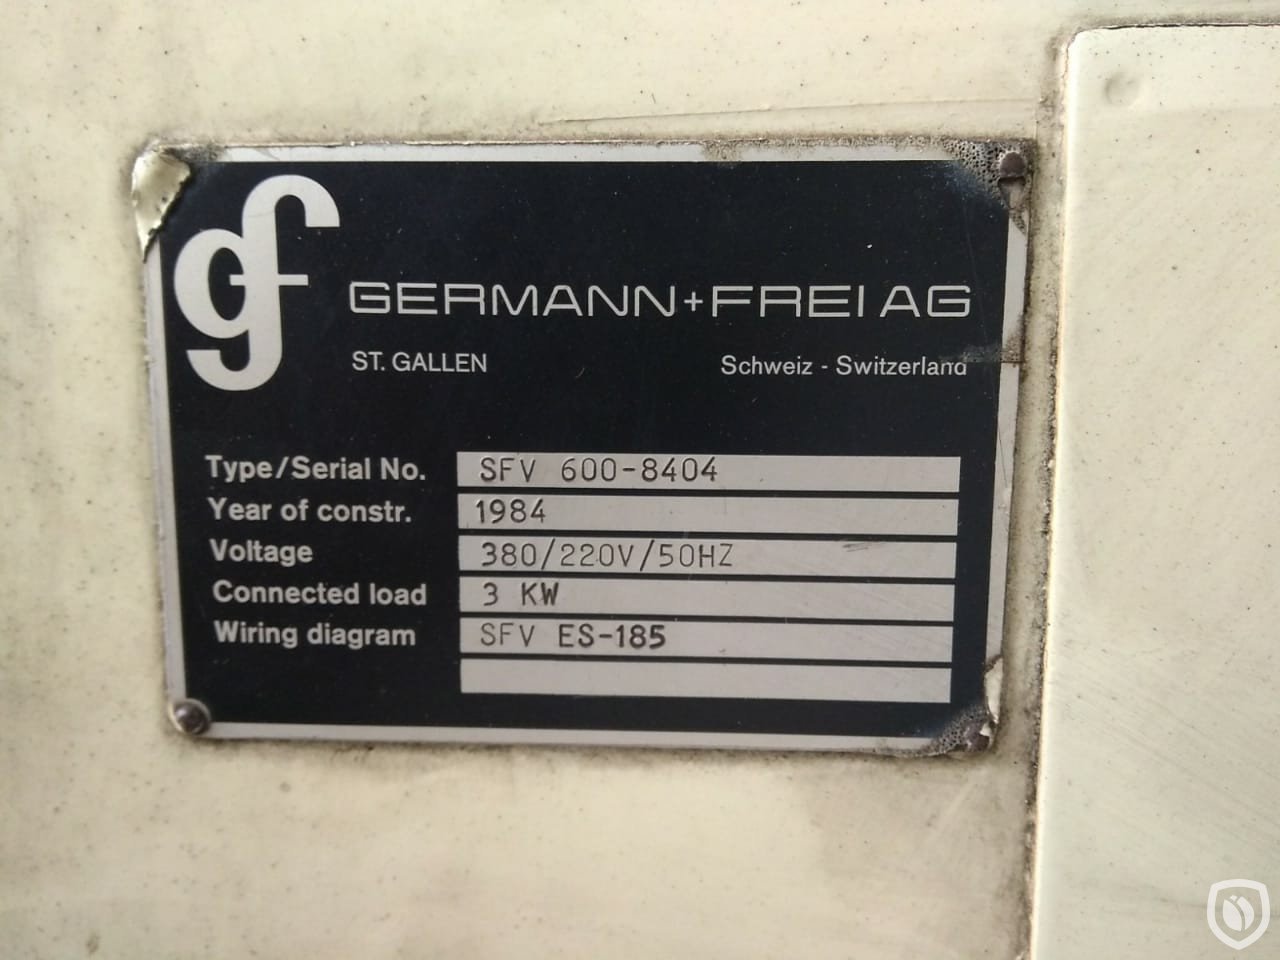 gf
GERMANN+FREI AG
ST. GALLEN Schweiz - Switzerland
Type/Serial No. SFV 600-8404
Year of constr. 1984
Voltage 380/220V/50HZ
Connected load 3 KW
Wiring diagram SFV ES-185